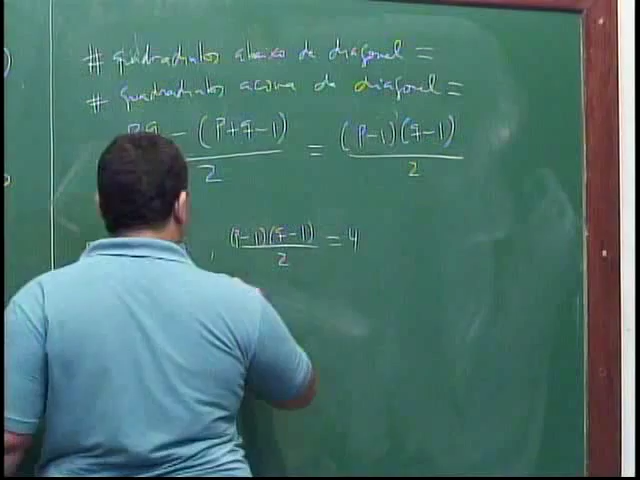 # quadradinhos abaixo da diagonal =
# quadradinhos acima da diagonal =
pq - (p+q-1) / 2 = (p-1)(q-1) / 2
(p-1)(q-1) / 2 = 4